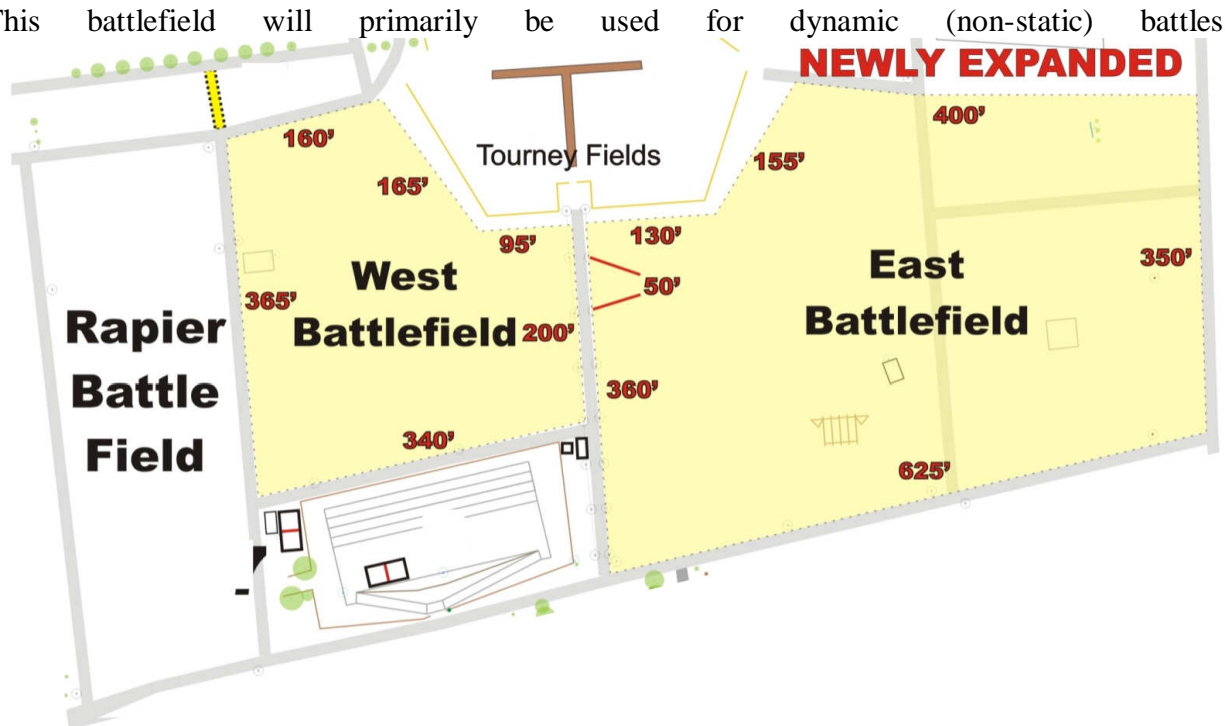 This battlefield will primarily be used for dynamic (non-static) battles
NEWLY EXPANDED
400’
160’
Tourney Fields
155’
165’
95’
130’
West
Battlefield
50’
East
Battlefield
350’
365’
Rapier
Battle
Field
200’
360’
340’
625’